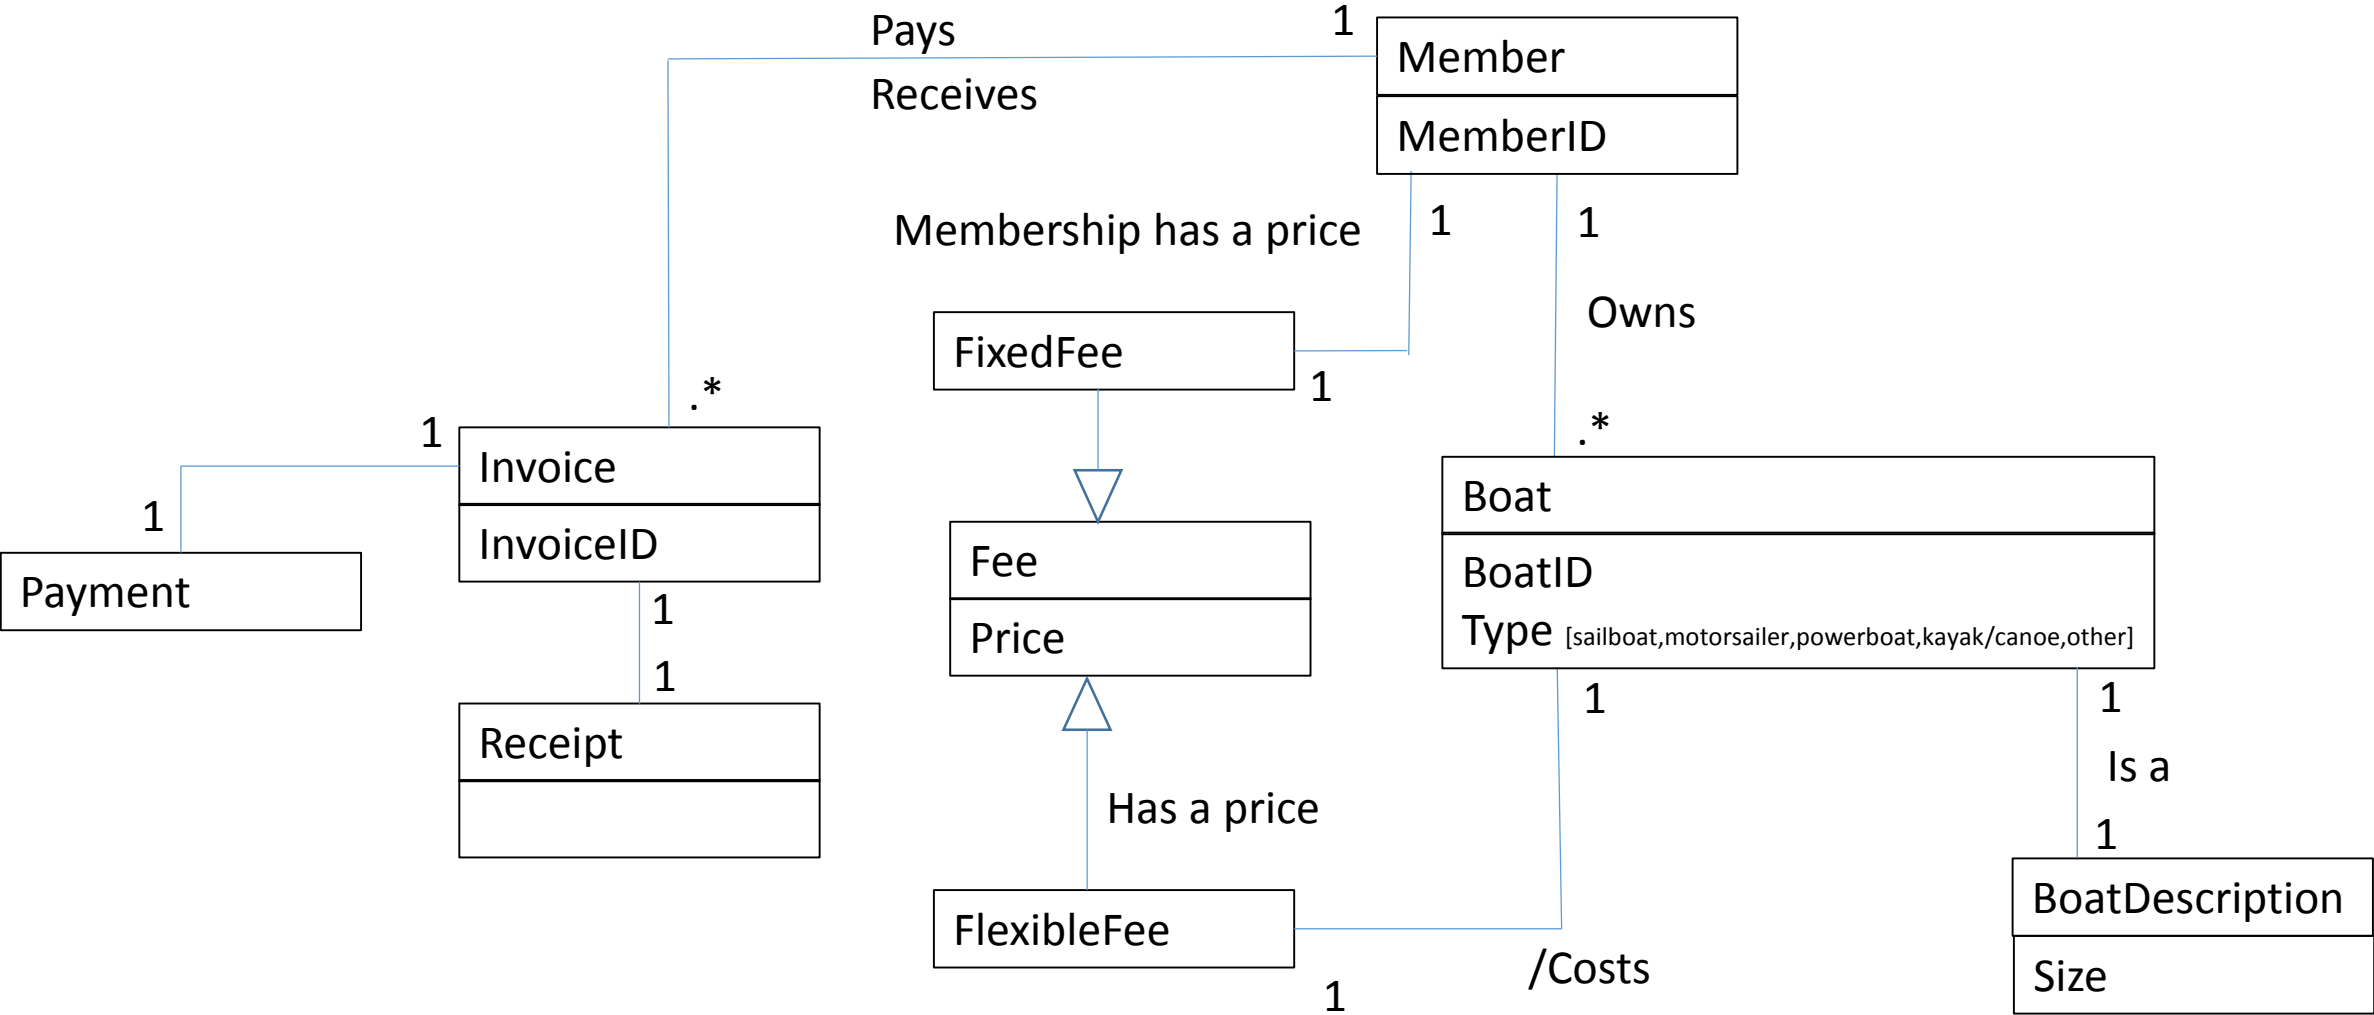 Pays
1
Member
Receives
MemberID
Membership has a price
1
1
Owns
FixedFee
1
.*
.*
1
Invoice
Boat
1
InvoiceID
Fee
BoatID
Payment
1
Price
Type [sailboat,motorsailer,powerboat,kayak/canoe,other]
1
1
1
Receipt
Is a
Has a price
1
BoatDescription
FlexibleFee
/Costs
Size
1